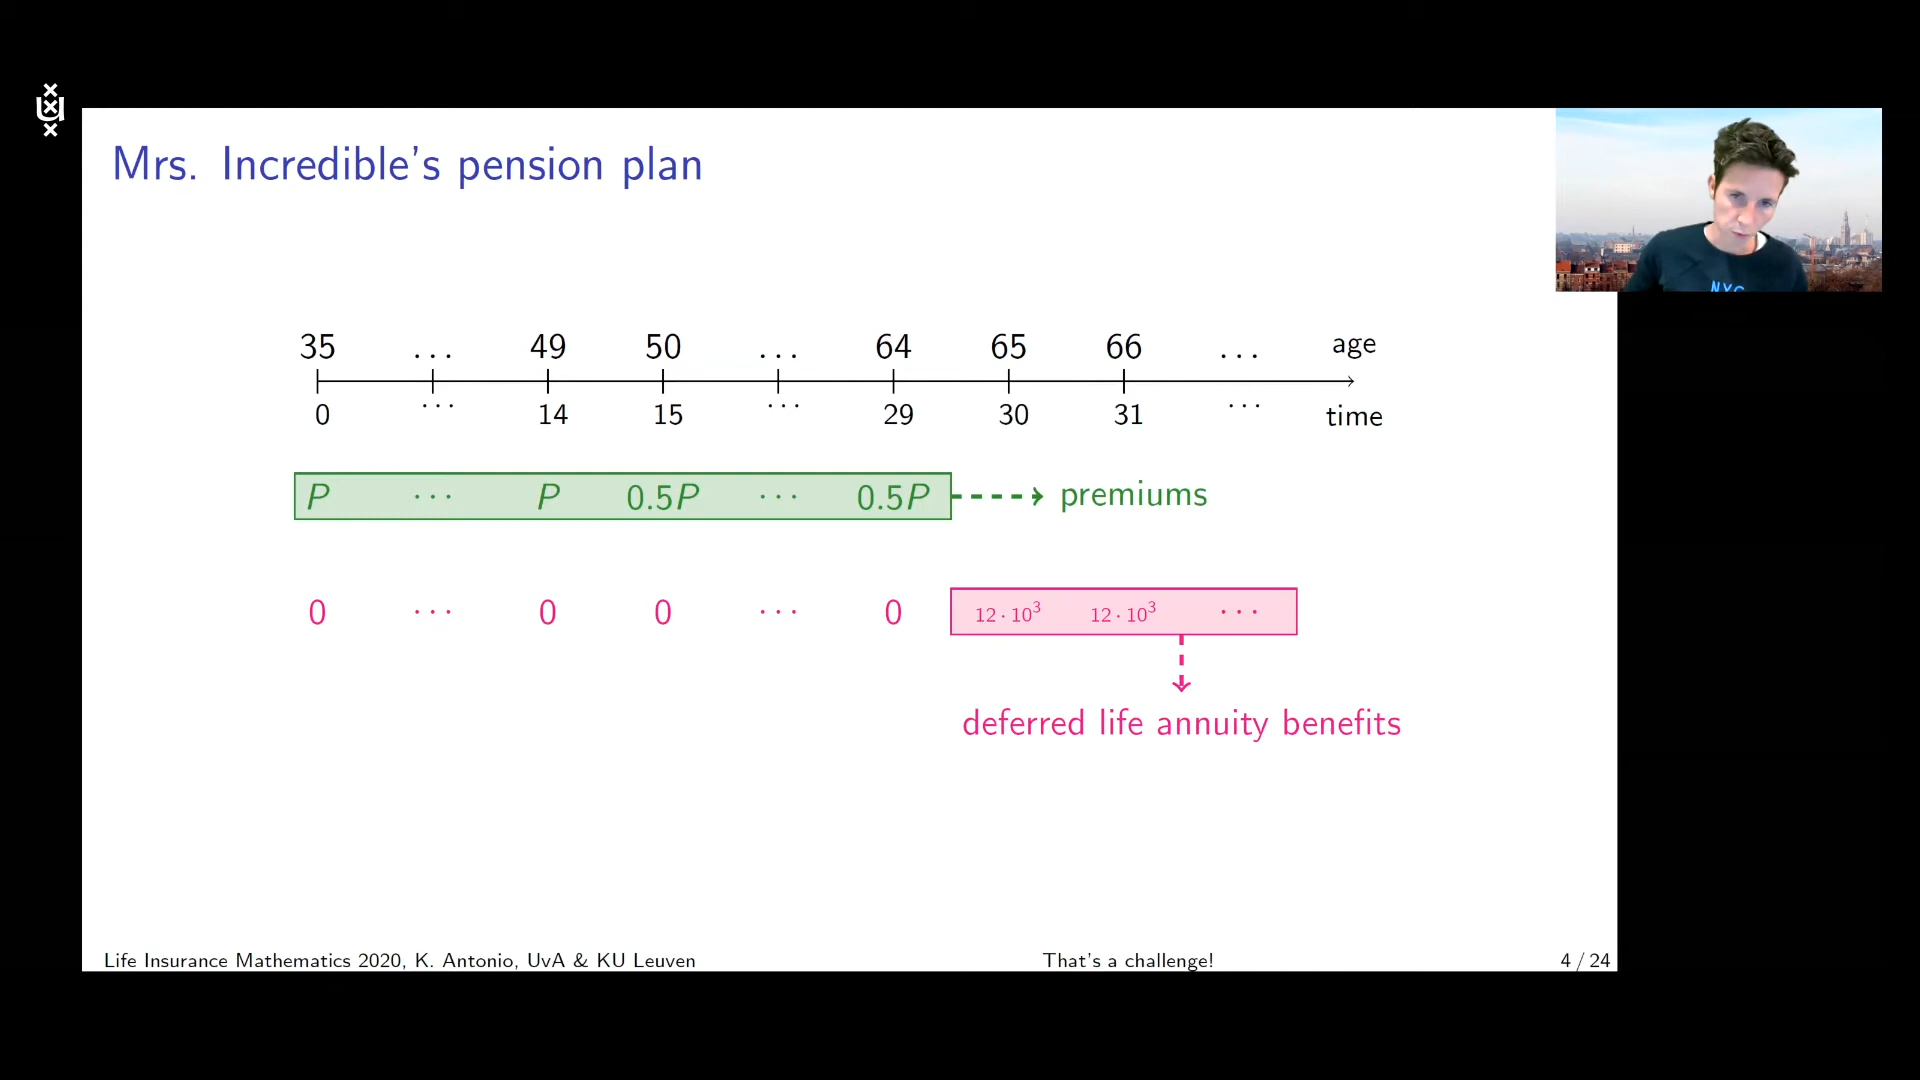 Mrs. Incredible's pension plan
35 ... 49 50 ... 64 65 66 ... age
0 ... 14 15 ... 29 30 31 ... time
P ... P 0.5P ... 0.5P premiums
0 ... 0 0 ... 0 12 · 10³ 12 · 10³ ...
deferred life annuity benefits
Life Insurance Mathematics 2020, K. Antonio, UvA & KU Leuven That's a challenge! 4 / 24